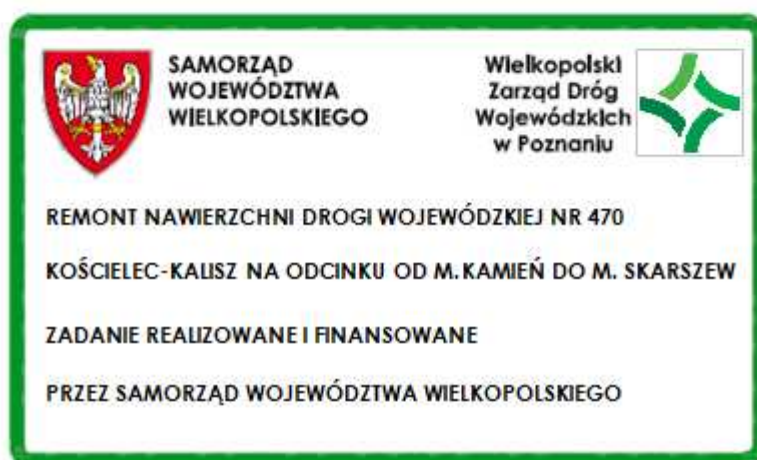 SAMORZĄD
WOJEWÓDZTWA
WIELKOPOLSKIEGO
Wielkopolski
Zarząd Dróg
Wojewódzkich
w Poznaniu
REMONT NAWIERZCHNI DROGI WOJEWÓDZKIEJ NR 470
KOŚCIELEC-KALISZ NA ODCINKU OD M.KAMIEŃ DO M. SKARSZEW
ZADANIE REALIZOWANE I FINANSOWANE
PRZEZ SAMORZĄD WOJEWÓDZTWA WIELKOPOLSKIEGO